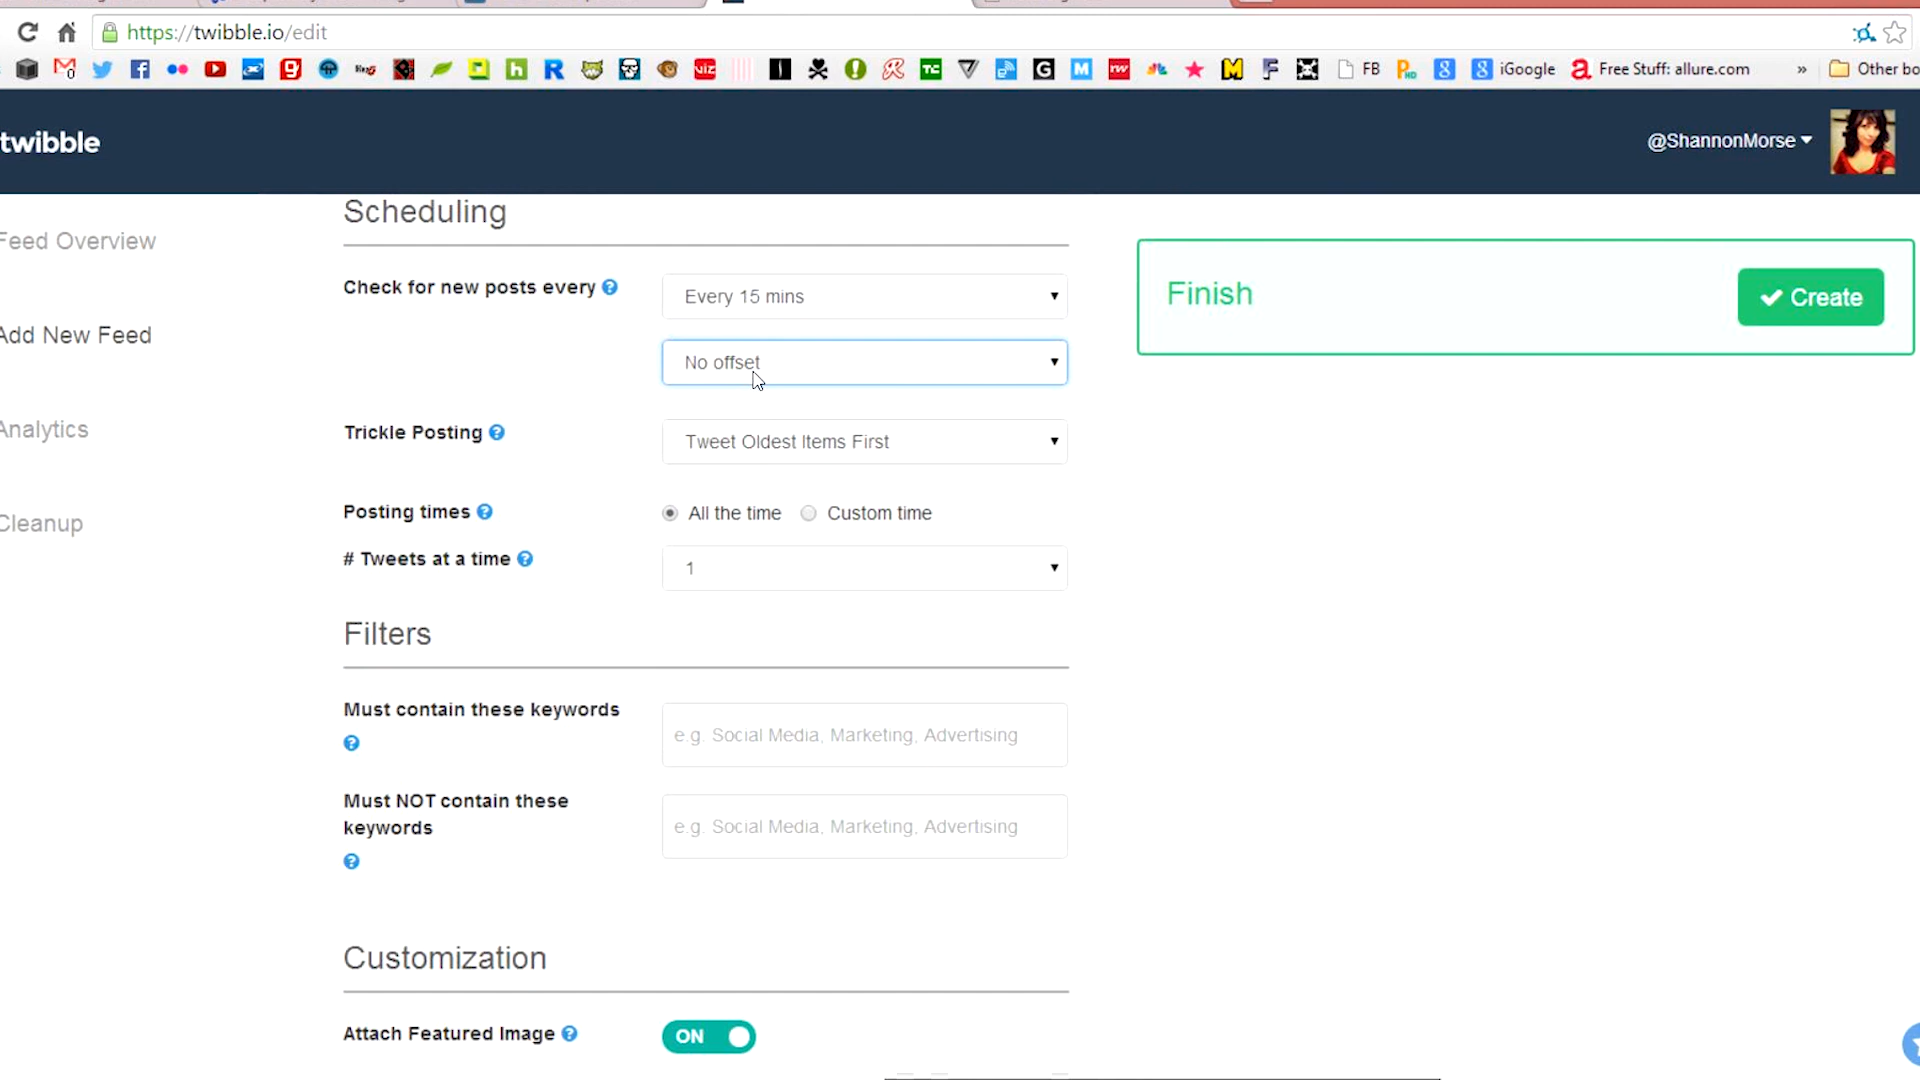 https://twibble.io/edit
FB
iGoogle
Free Stuff: allure.com
»
Other bo
twibble
@ShannonMorse
Feed Overview
Add New Feed
Analytics
Cleanup
Scheduling
Check for new posts every ?
Every 15 mins
No offset
Trickle Posting ?
Tweet Oldest Items First
Posting times ?
All the time
Custom time
# Tweets at a time ?
1
Filters
Must contain these keywords
?
e.g. Social Media, Marketing, Advertising
Must NOT contain these
keywords
?
e.g. Social Media, Marketing, Advertising
Customization
Attach Featured Image ?
ON
Finish
Create